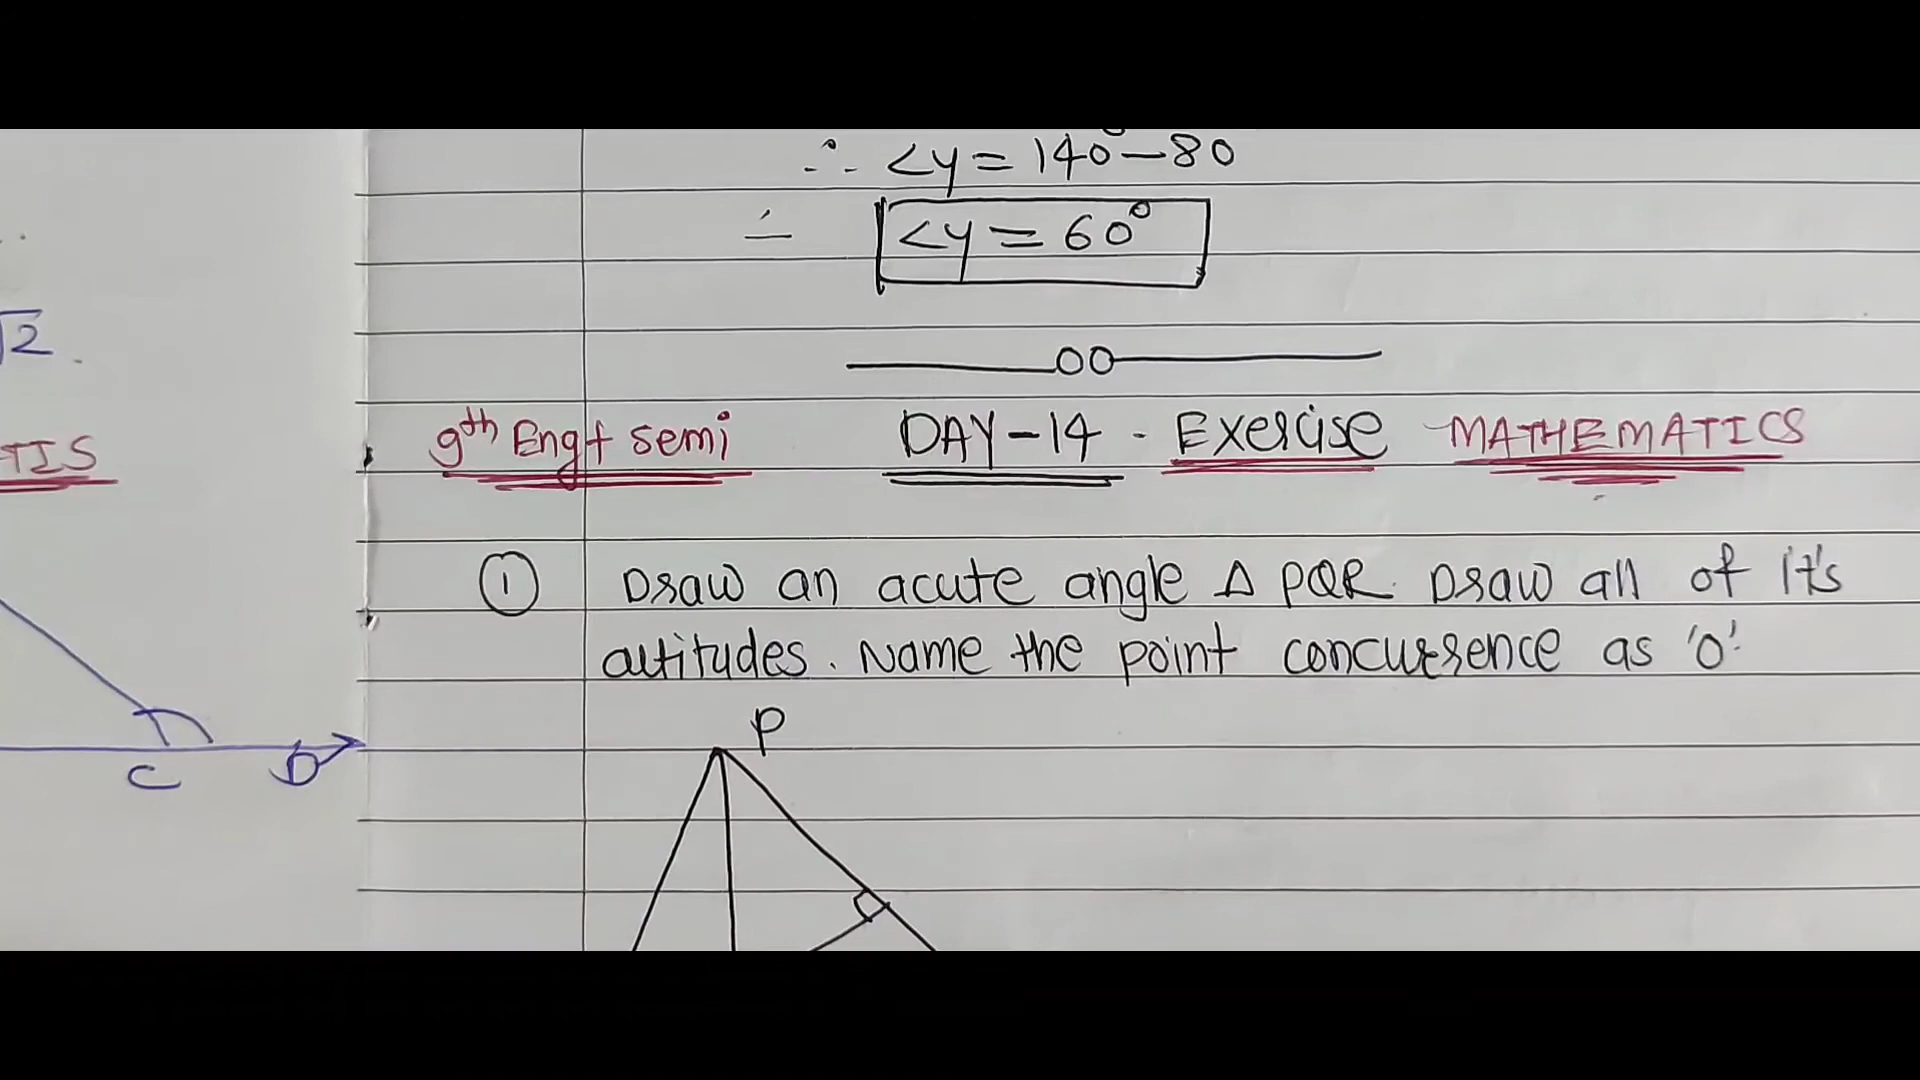 ∴ <y = 140° - 80
∴ <y = 60°
9th Eng + semi DAY-14 - Exercise MATHEMATICS
① Draw an acute angle Δ PQR. Draw all of it's
altitudes. Name the point concurrence as 'O'.
P
√2
TIS
C D